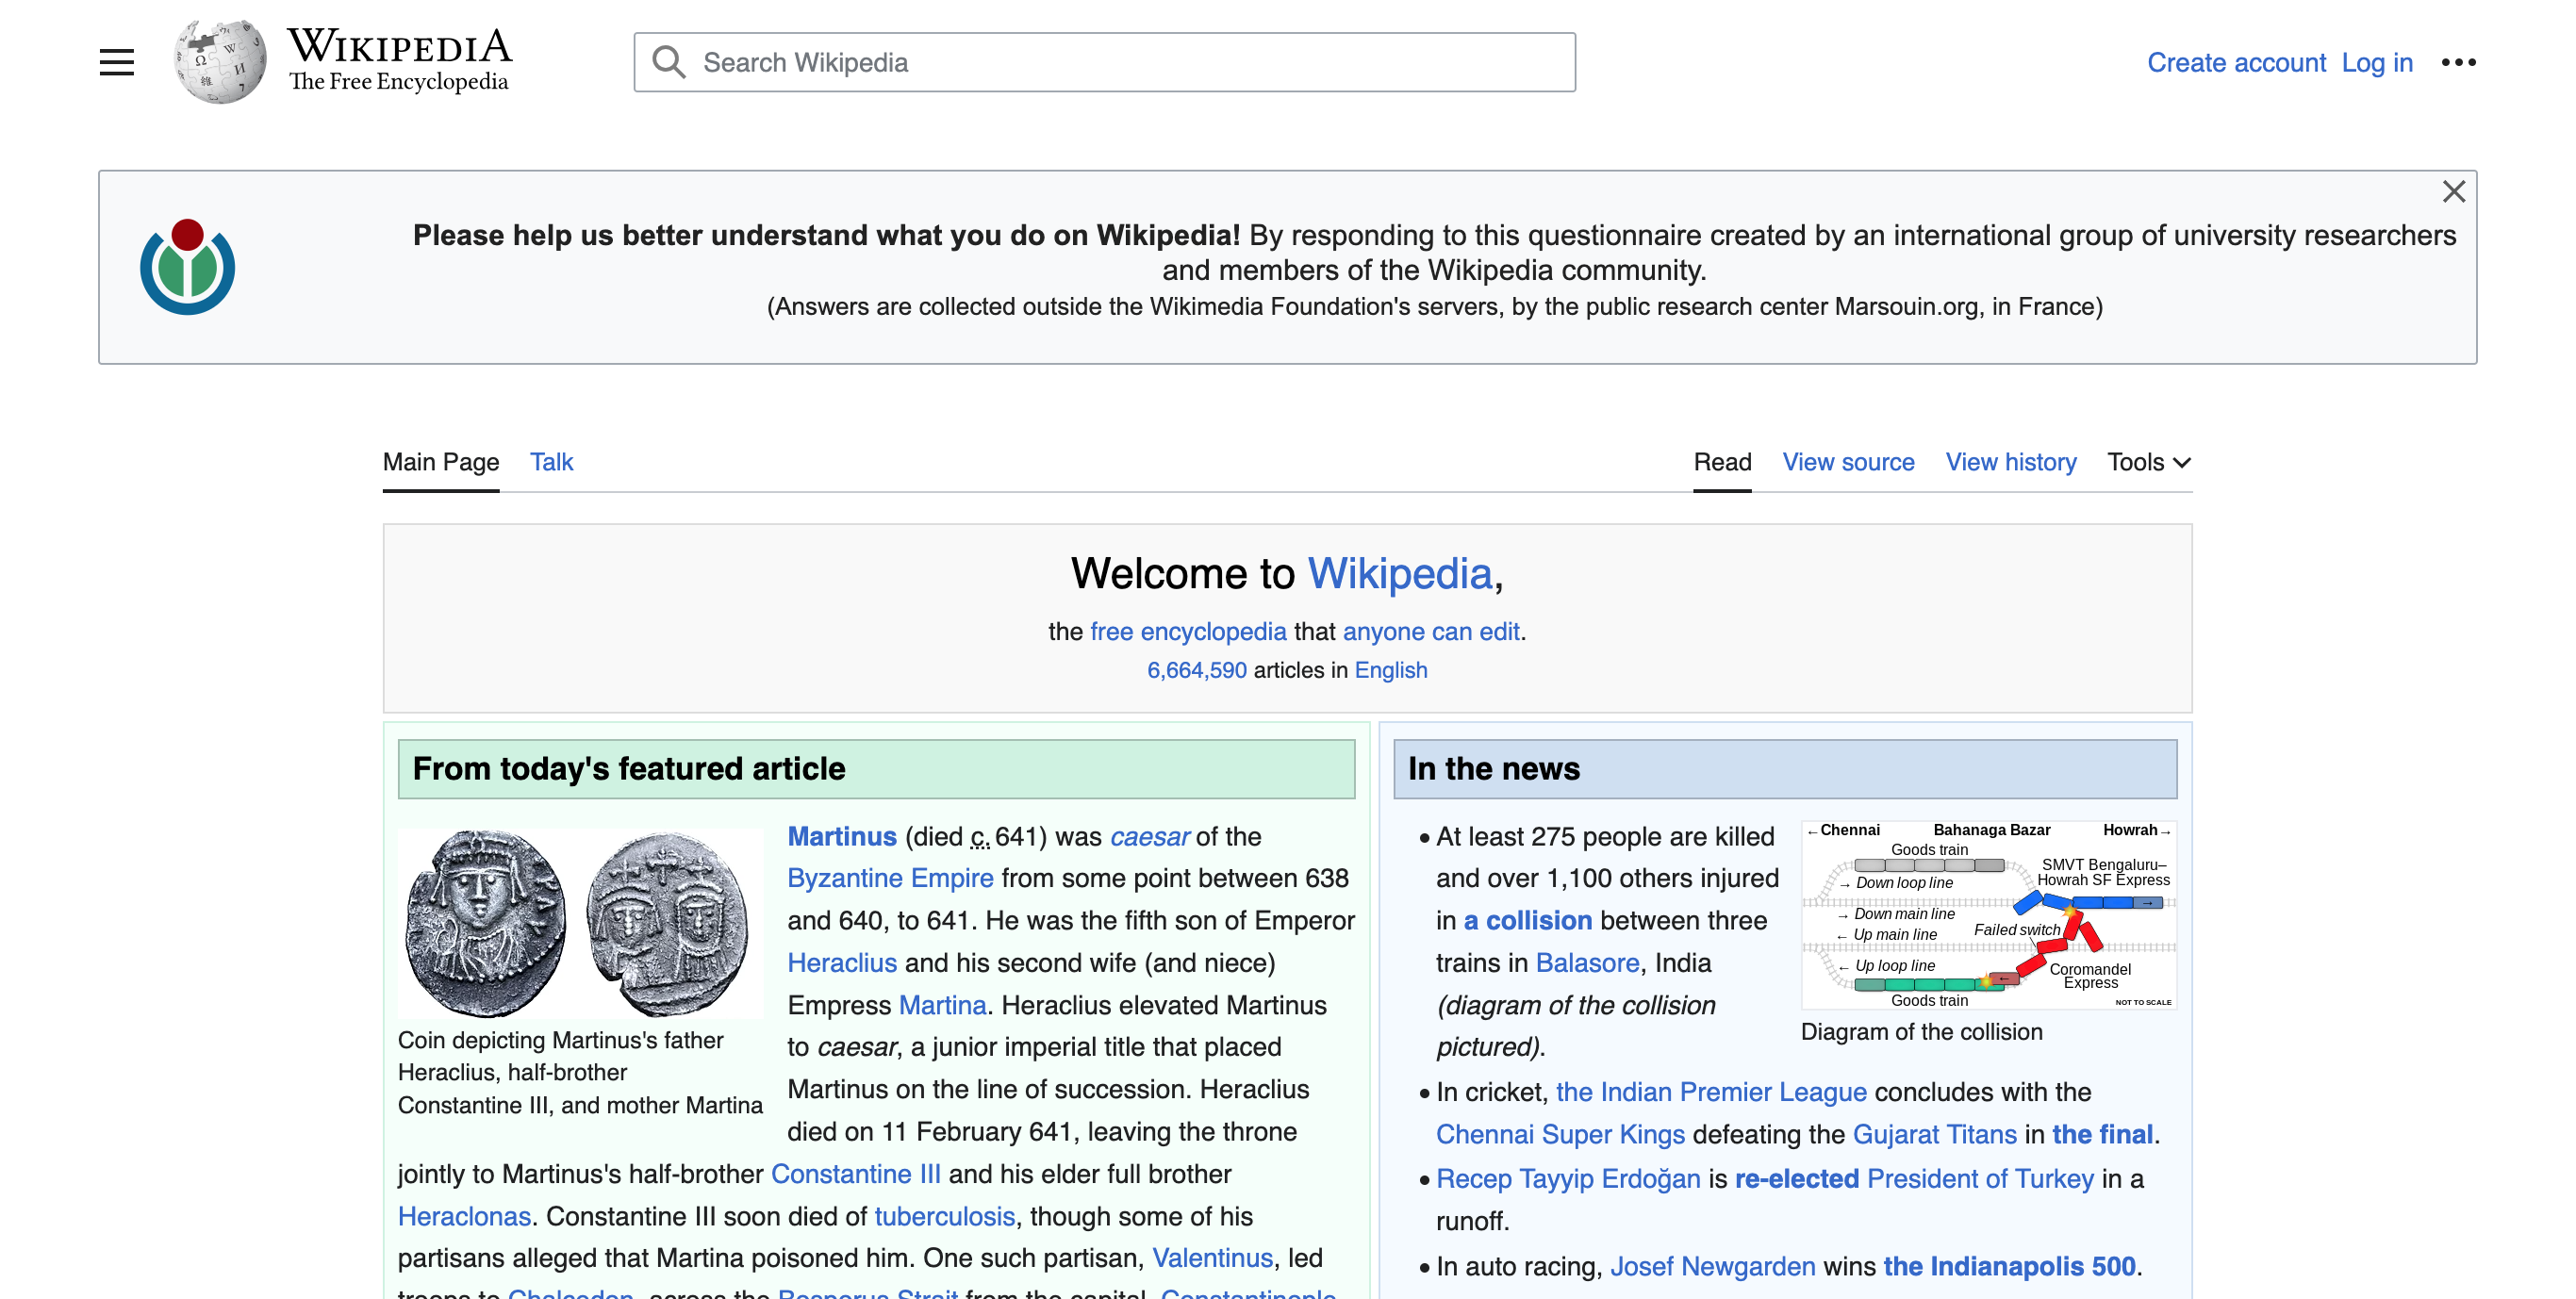 WIKIPEDIA
The Free Encyclopedia
Search Wikipedia
Create account Log in
Please help us better understand what you do on Wikipedia! By responding to this questionnaire created by an international group of university researchers
and members of the Wikipedia community.
(Answers are collected outside the Wikimedia Foundation's servers, by the public research center Marsouin.org, in France)
Main Page Talk
Read View source View history Tools
Welcome to Wikipedia,
the free encyclopedia that anyone can edit.
6,664,590 articles in English
From today's featured article
Martinus (died c. 641) was caesar of the
Byzantine Empire from some point between 638
and 640, to 641. He was the fifth son of Emperor
Heraclius and his second wife (and niece)
Empress Martina. Heraclius elevated Martinus
to caesar, a junior imperial title that placed
Martinus on the line of succession. Heraclius
died on 11 February 641, leaving the throne
jointly to Martinus's half-brother Constantine III and his elder full brother
Heraclonas. Constantine III soon died of tuberculosis, though some of his
partisans alleged that Martina poisoned him. One such partisan, Valentinus, led
troops to Chalcedon, across the Bosporus Strait from the capital, Constantinople
Coin depicting Martinus's father
Heraclius, half-brother
Constantine III, and mother Martina
In the news
• At least 275 people are killed
and over 1,100 others injured
in a collision between three
trains in Balasore, India
(diagram of the collision
pictured).
←Chennai Bahanaga Bazar Howrah→
Goods train
SMVT Bengaluru–
Howrah SF Express
→ Down loop line
→ Down main line
← Up main line
Failed switch
← Up loop line
Coromandel
Express
Goods train
NOT TO SCALE
Diagram of the collision
• In cricket, the Indian Premier League concludes with the
Chennai Super Kings defeating the Gujarat Titans in the final.
• Recep Tayyip Erdoğan is re-elected President of Turkey in a
runoff.
• In auto racing, Josef Newgarden wins the Indianapolis 500.